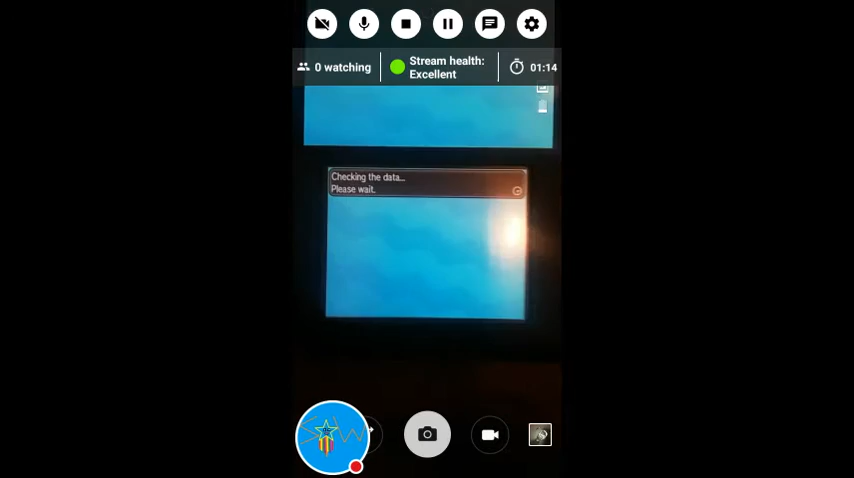 0 watching
Stream health:
Excellent
01:14
Checking the data...
Please wait.